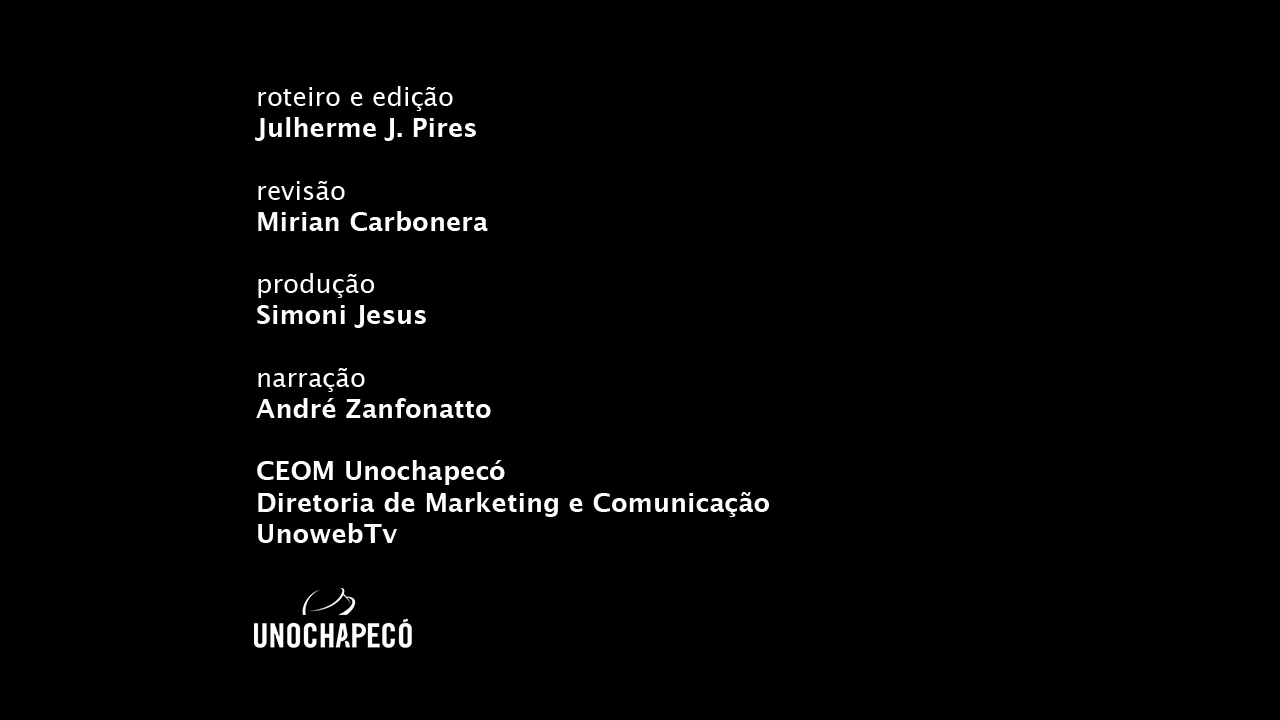 roteiro e edição
Julherme J. Pires
revisão
Mirian Carbonera
produção
Simoni Jesus
narração
André Zanfonatto
CEOM Unochapecó
Diretoria de Marketing e Comunicação
UnowebTv
UNOCHAPECÓ